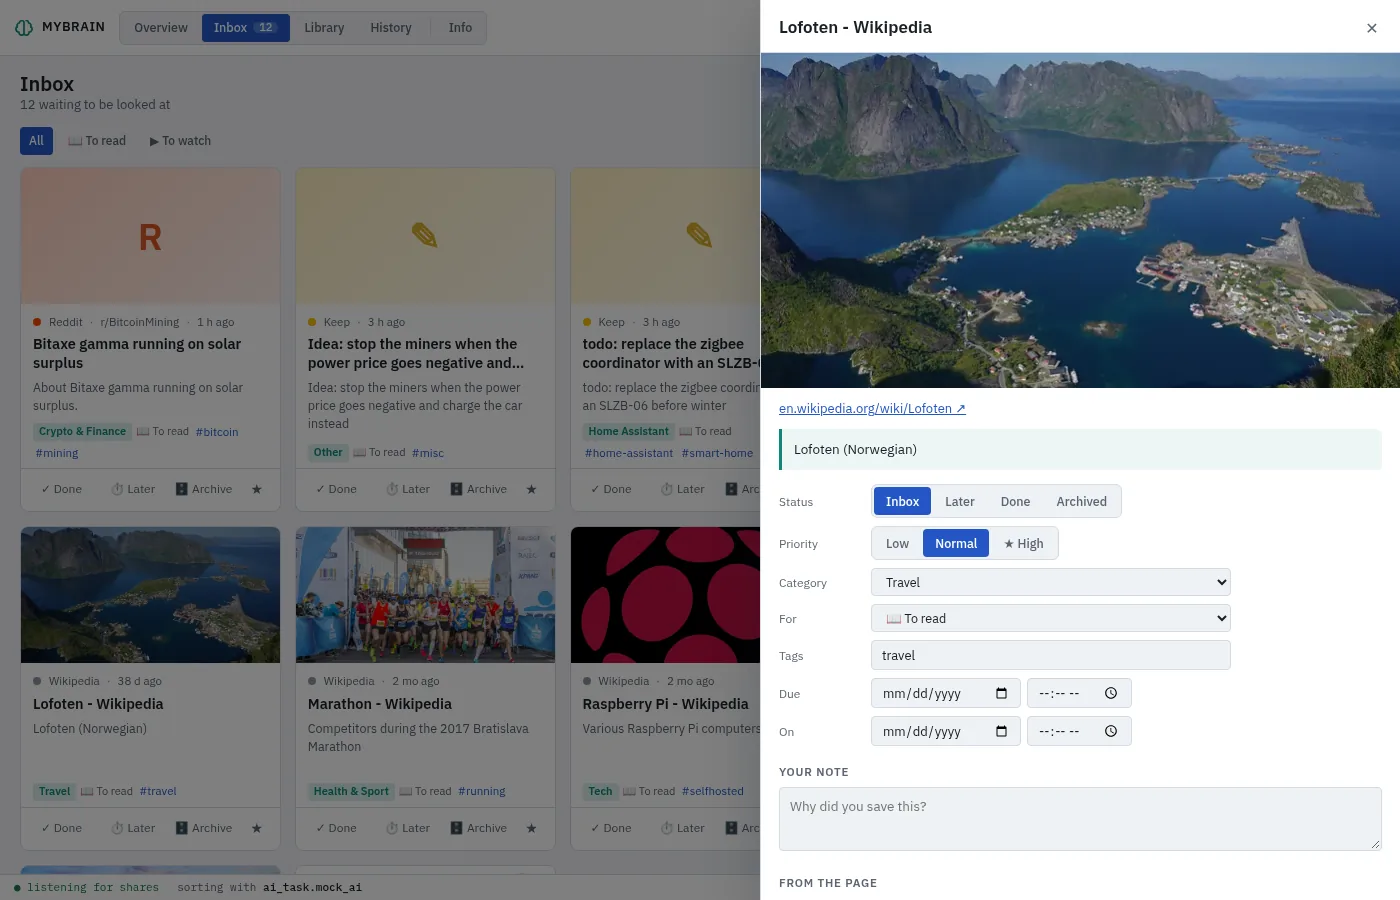 MYBRAIN
Overview
Inbox 12
Library
History
Info
Inbox
12 waiting to be looked at
All
📖 To read
▶ To watch
R
Reddit · r/BitcoinMining · 1 h ago
Bitaxe gamma running on solar
surplus
About Bitaxe gamma running on solar
surplus.
Crypto & Finance 📖 To read #bitcoin
#mining
✓ Done ⏱ Later 🗄 Archive ★
Keep · 3 h ago
Idea: stop the miners when the
power price goes negative and...
Idea: stop the miners when the power
price goes negative and charge the car
instead
Other 📖 To read #misc
✓ Done ⏱ Later 🗄 Archive ★
Keep · 3 h ago
todo: replace the zigbee
coordinator with an SLZB-
todo: replace the zigbee coordin
an SLZB-06 before winter
Home Assistant 📖 To read
#home-assistant #smart-home
✓ Done ⏱ Later 🗄 Arc
Wikipedia · 38 d ago
Lofoten - Wikipedia
Lofoten (Norwegian)
Travel 📖 To read #travel
✓ Done ⏱ Later 🗄 Archive ★
Wikipedia · 2 mo ago
Marathon - Wikipedia
Competitors during the 2017 Bratislava
Marathon
Health & Sport 📖 To read #running
✓ Done ⏱ Later 🗄 Archive ★
Wikipedia · 2 mo ago
Raspberry Pi - Wikipedia
Various Raspberry Pi computers
Tech 📖 To read #selfhosted
✓ Done ⏱ Later 🗄 Arc
● listening for shares sorting with ai_task.mock_ai
Lofoten - Wikipedia ✕
en.wikipedia.org/wiki/Lofoten ↗
Lofoten (Norwegian)
Status Inbox Later Done Archived
Priority Low Normal ★ High
Category Travel
For 📖 To read
Tags travel
Due mm/dd/yyyy --:-- --
On mm/dd/yyyy --:-- --
YOUR NOTE
Why did you save this?
FROM THE PAGE